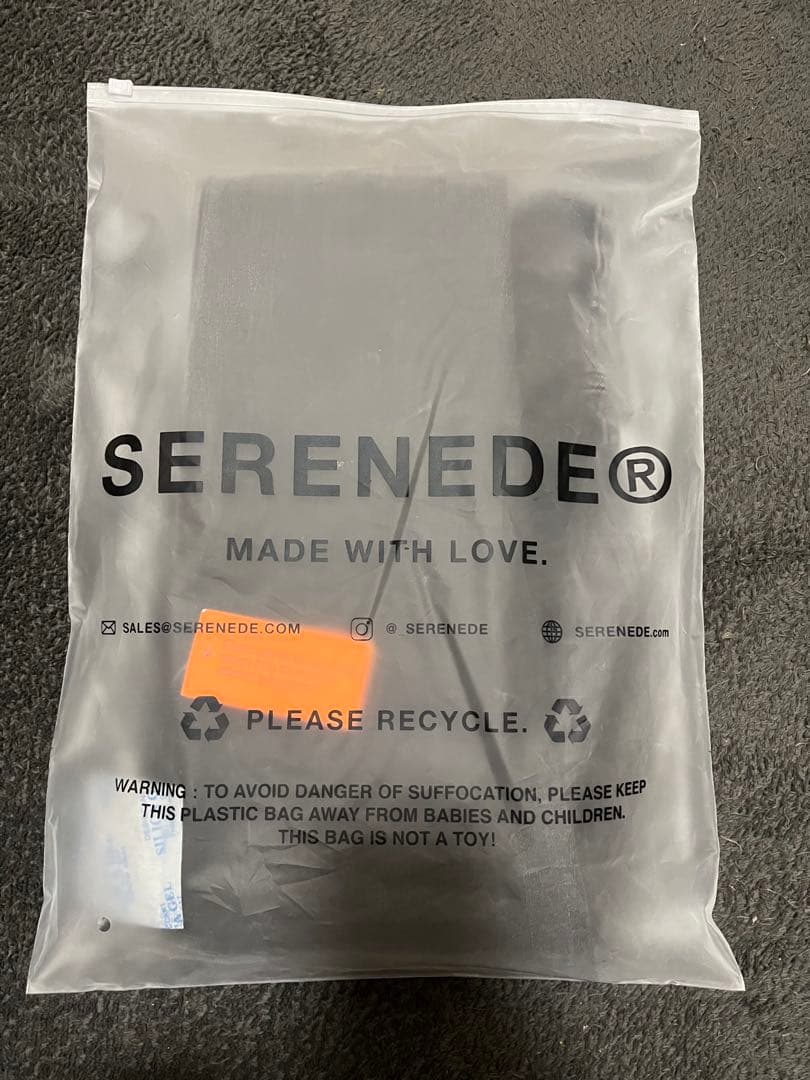 SERENEDE®
MADE WITH LOVE.
SALES@SERENEDE.COM @_SERENEDE SERENEDE.com
PLEASE RECYCLE.
WARNING : TO AVOID DANGER OF SUFFOCATION, PLEASE KEEP
THIS PLASTIC BAG AWAY FROM BABIES AND CHILDREN.
THIS BAG IS NOT A TOY!